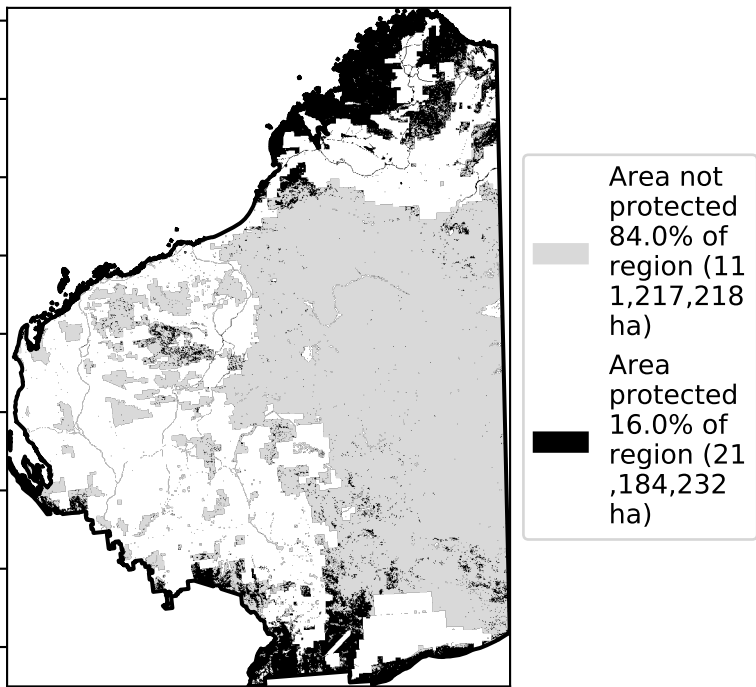 Area not
protected
84.0% of
region (11
1,217,218
ha)
Area
protected
16.0% of
region (21
,184,232
ha)